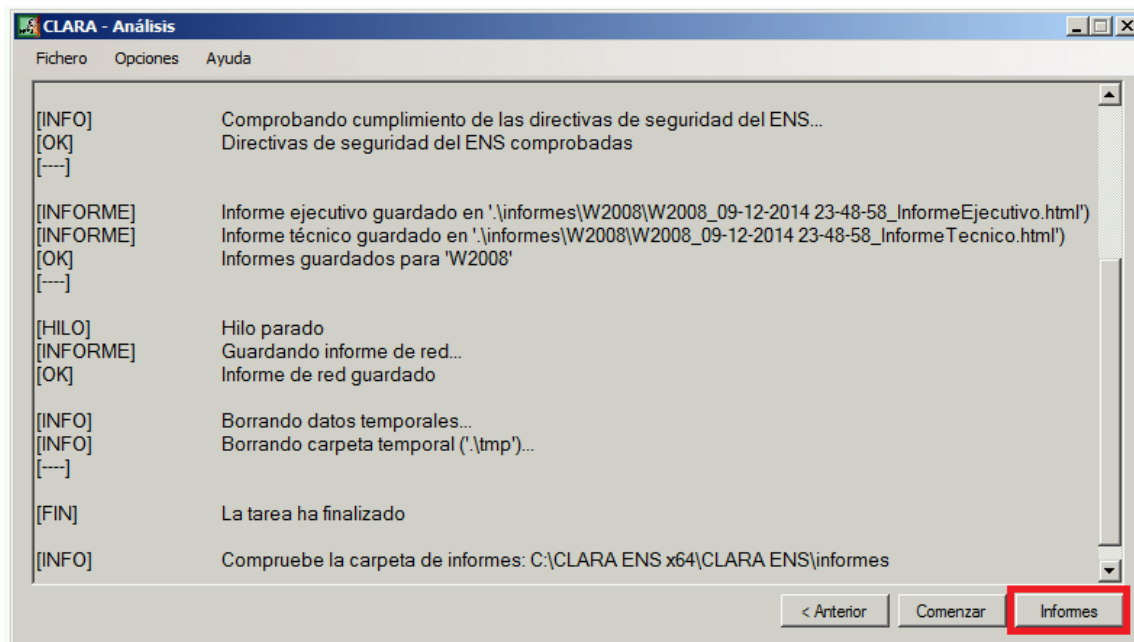 CLARA - Análisis
Fichero Opciones Ayuda
[INFO] Comprobando cumplimiento de las directivas de seguridad del ENS...
[OK] Directivas de seguridad del ENS comprobadas
[----]
[INFORME] Informe ejecutivo guardado en '.\informes\W2008\W2008_09-12-2014 23-48-58_InformeEjecutivo.html')
[INFORME] Informe técnico guardado en '.\informes\W2008\W2008_09-12-2014 23-48-58_InformeTecnico.html')
[OK] Informes guardados para 'W2008'
[----]
[HILO] Hilo parado
[INFORME] Guardando informe de red...
[OK] Informe de red guardado
[INFO] Borrando datos temporales...
[INFO] Borrando carpeta temporal ('.\tmp')...
[----]
[FIN] La tarea ha finalizado
[INFO] Compruebe la carpeta de informes: C:\CLARA ENS x64\CLARA ENS\informes
< Anterior Comenzar Informes